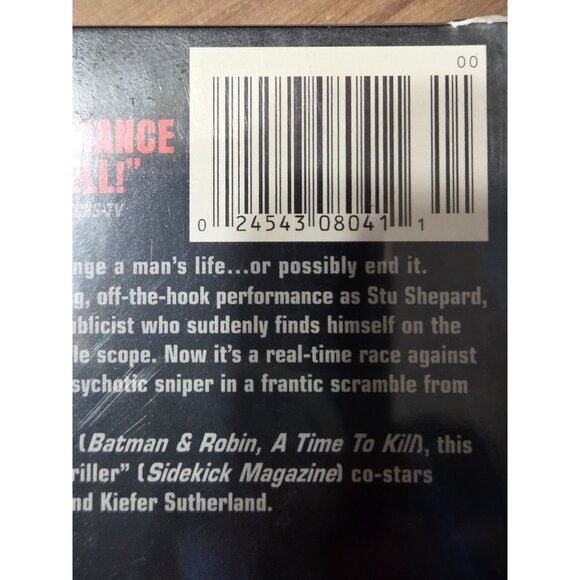 00
MANCE
ELL!"
CBS-TV
0 24543 08041 1
nge a man's life...or possibly end it.
g, off-the-hook performance as Stu Shepard,
ublicist who suddenly finds himself on the
le scope. Now it's a real-time race against
sychotic sniper in a frantic scramble from
(Batman & Robin, A Time To Kill), this
riller" (Sidekick Magazine) co-stars
nd Kiefer Sutherland.